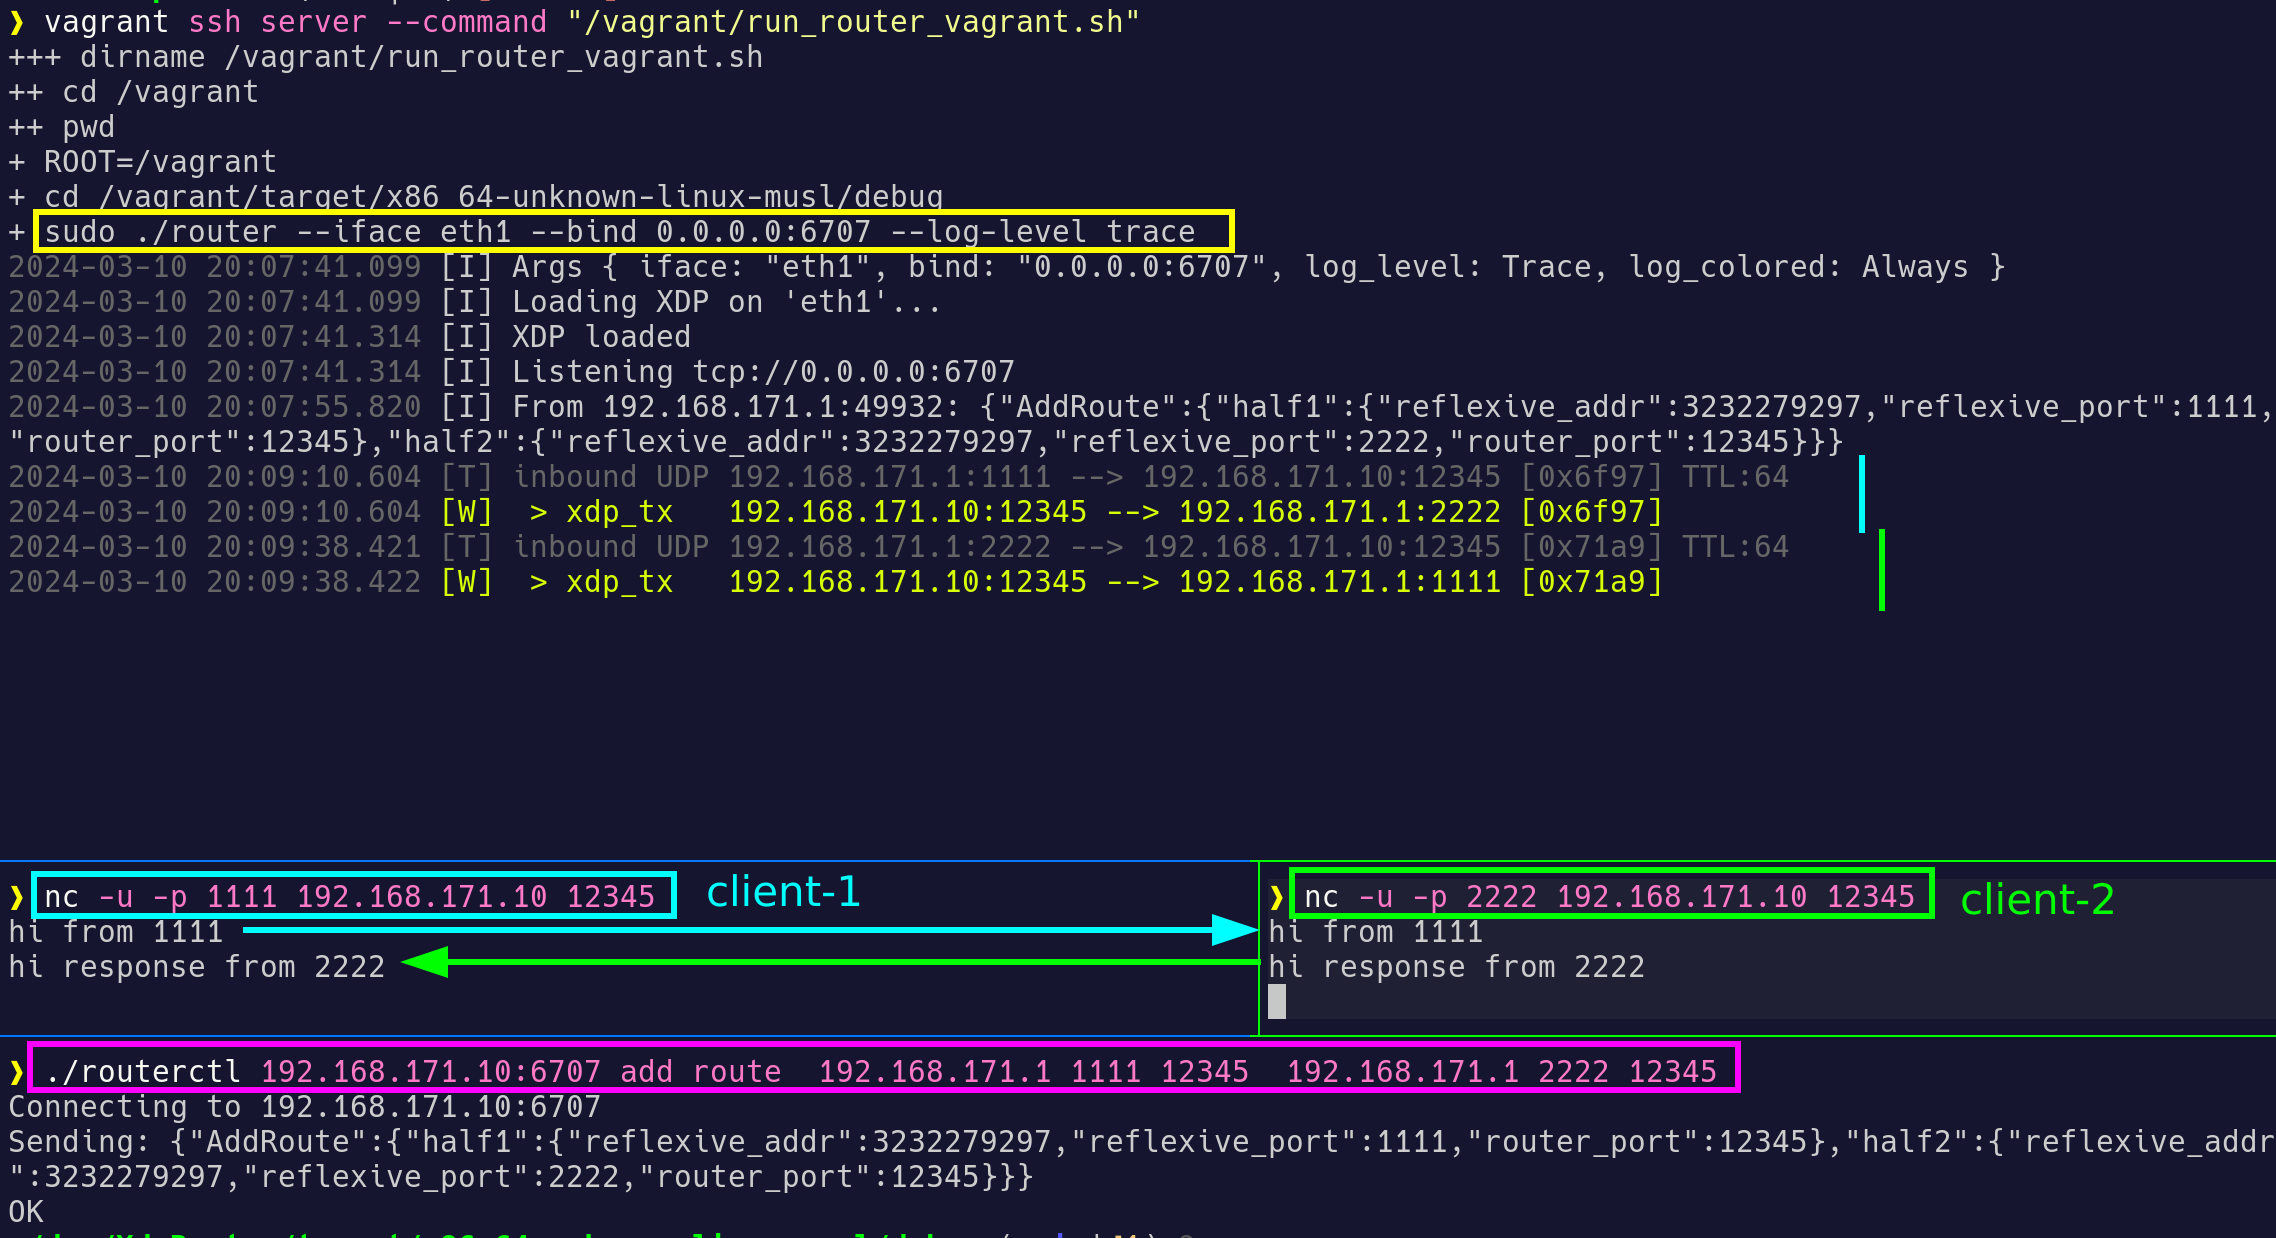 ❯ vagrant ssh server --command "/vagrant/run_router_vagrant.sh"
+++ dirname /vagrant/run_router_vagrant.sh
++ cd /vagrant
++ pwd
+ ROOT=/vagrant
+ cd /vagrant/target/x86_64-unknown-linux-musl/debug
+ sudo ./router --iface eth1 --bind 0.0.0.0:6707 --log-level trace
2024-03-10 20:07:41.099 [I] Args { iface: "eth1", bind: "0.0.0.0:6707", log_level: Trace, log_colored: Always }
2024-03-10 20:07:41.099 [I] Loading XDP on 'eth1'...
2024-03-10 20:07:41.314 [I] XDP loaded
2024-03-10 20:07:41.314 [I] Listening tcp://0.0.0.0:6707
2024-03-10 20:07:55.820 [I] From 192.168.171.1:49932: {"AddRoute":{"half1":{"reflexive_addr":3232279297,"reflexive_port":1111,
"router_port":12345},"half2":{"reflexive_addr":3232279297,"reflexive_port":2222,"router_port":12345}}}
2024-03-10 20:09:10.604 [T] inbound UDP 192.168.171.1:1111 --> 192.168.171.10:12345 [0x6f97] TTL:64
2024-03-10 20:09:10.604 [W]  > xdp_tx   192.168.171.10:12345 --> 192.168.171.1:2222 [0x6f97]
2024-03-10 20:09:38.421 [T] inbound UDP 192.168.171.1:2222 --> 192.168.171.10:12345 [0x71a9] TTL:64
2024-03-10 20:09:38.422 [W]  > xdp_tx   192.168.171.10:12345 --> 192.168.171.1:1111 [0x71a9]
❯ nc -u -p 1111 192.168.171.10 12345 client-1
hi from 1111
hi response from 2222
❯ nc -u -p 2222 192.168.171.10 12345 client-2
hi from 1111
hi response from 2222
❯ ./routerctl 192.168.171.10:6707 add route  192.168.171.1 1111 12345  192.168.171.1 2222 12345
Connecting to 192.168.171.10:6707
Sending: {"AddRoute":{"half1":{"reflexive_addr":3232279297,"reflexive_port":1111,"router_port":12345},"half2":{"reflexive_addr
":3232279297,"reflexive_port":2222,"router_port":12345}}}
OK